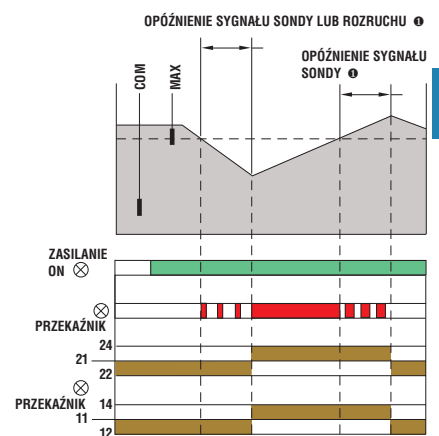 OPÓŹNIENIE SYGNAŁU SONDY LUB ROZRUCHU ❶
OPÓŹNIENIE SYGNAŁU
SONDY ❶
COM
MAX
ZASILANIE
ON
PRZEKAŹNIK
24
21
22
PRZEKAŹNIK
14
11
12